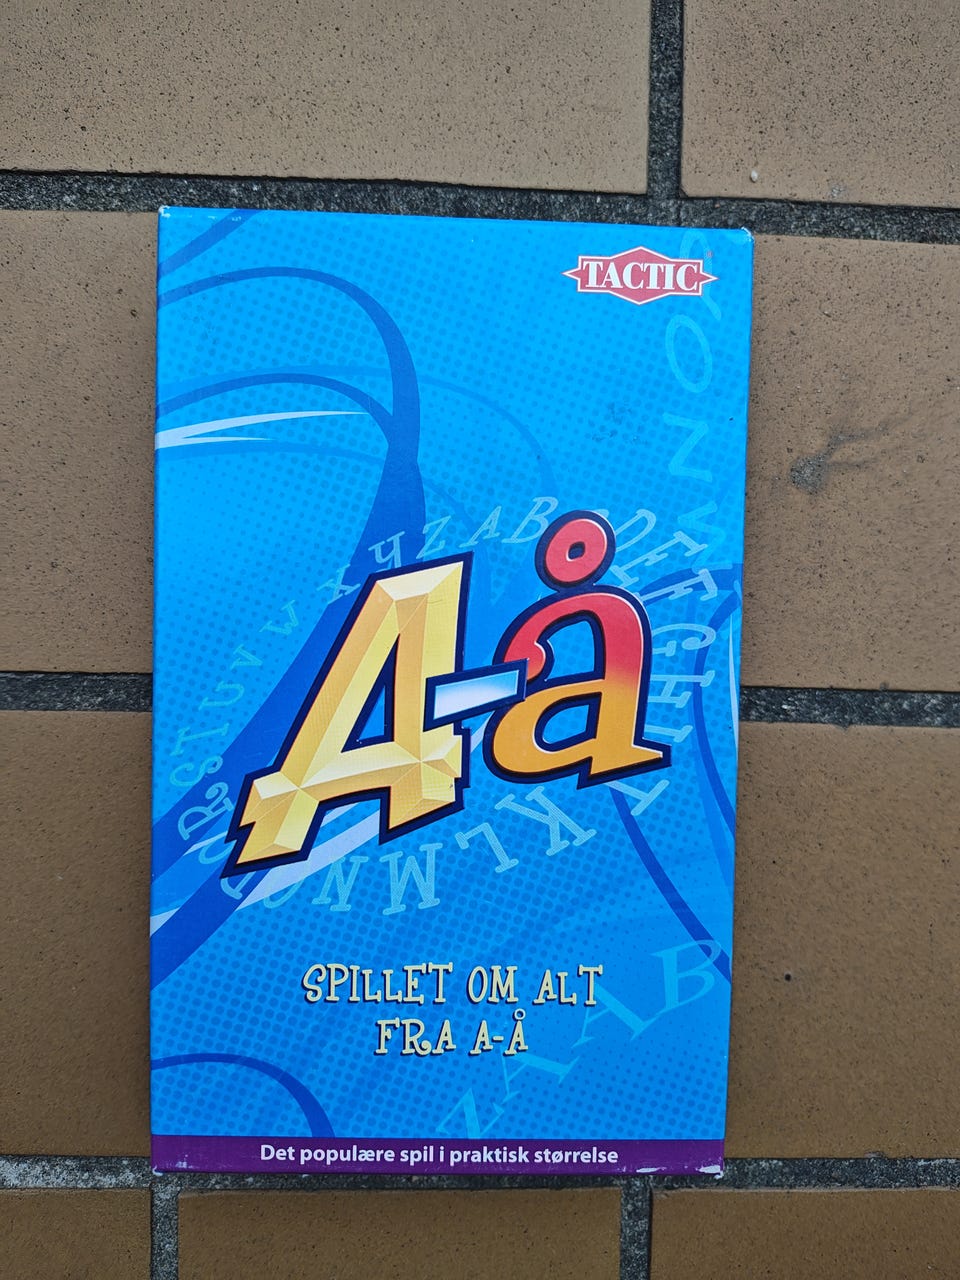 TACTIC
A-å
SPILLET OM ALT
FRA A-Å
Det populære spil i praktisk størrelse